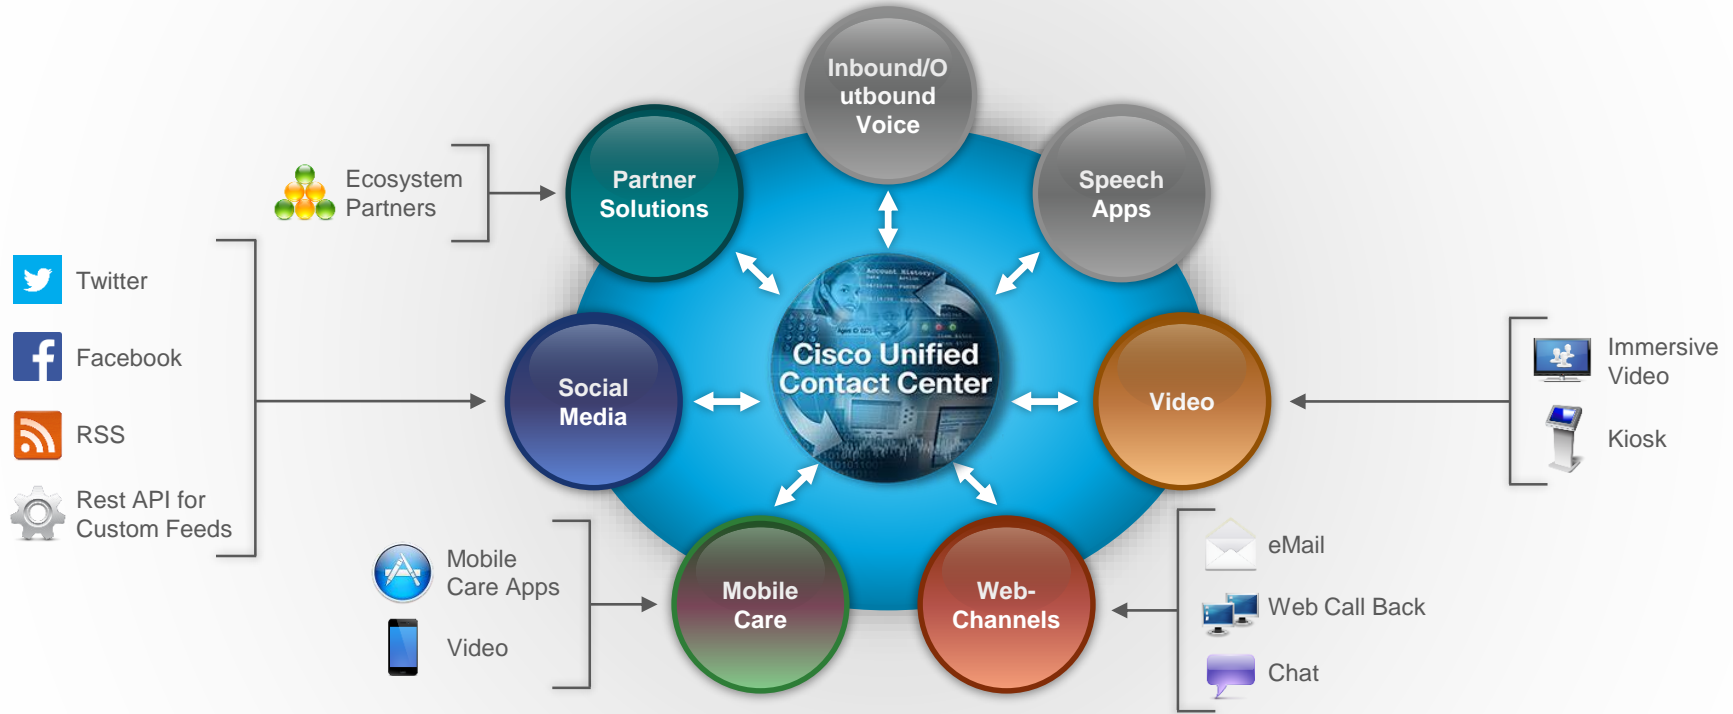 Inbound/O
utbound
Voice
Partner
Solutions
Speech
Apps
Ecosystem
Partners
Twitter
Facebook
RSS
Rest API for
Custom Feeds
Social
Media
Account History:
Cisco Unified
Contact Center
Video
Immersive
Video
Kiosk
Mobile
Care Apps
Video
Mobile
Care
Web-
Channels
eMail
Web Call Back
Chat